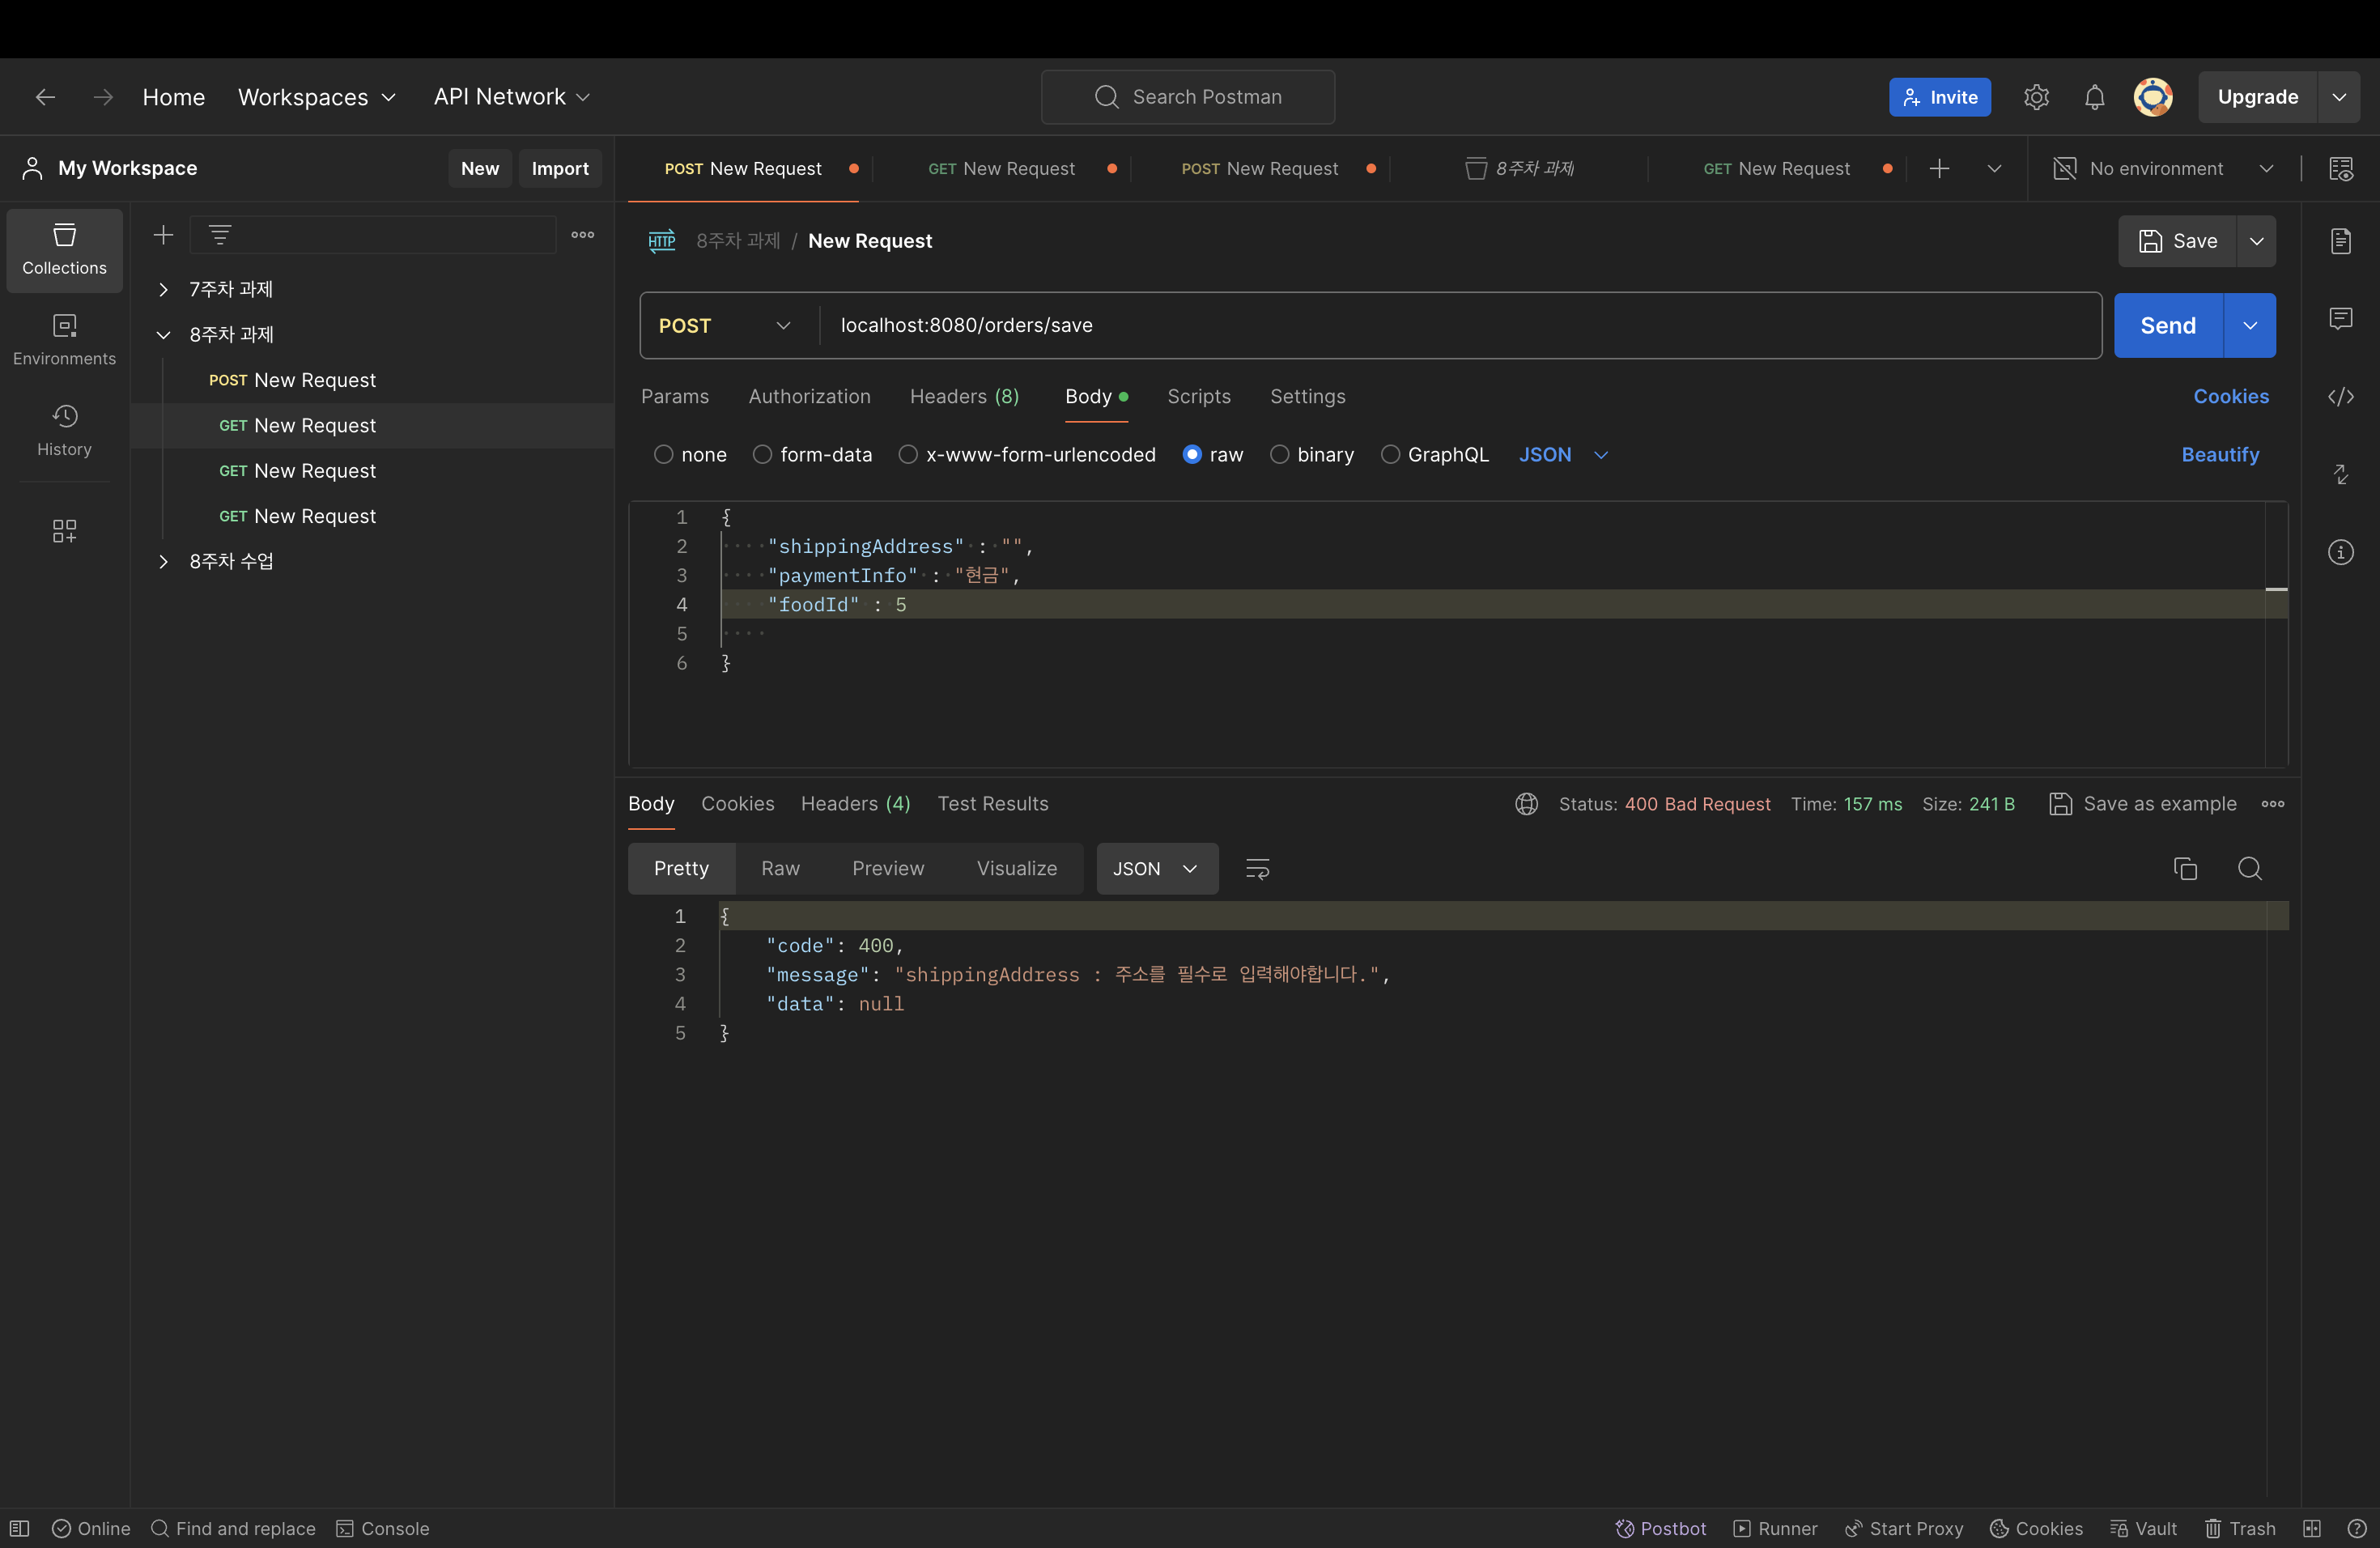 Home Workspaces API Network Search Postman Invite Upgrade
My Workspace New Import POST New Request GET New Request POST New Request 8주차 과제 GET New Request No environment
Collections
Environments
History
7주차 과제
8주차 과제
POST New Request
GET New Request
GET New Request
GET New Request
8주차 수업
HTTP 8주차 과제 / New Request Save
POST localhost:8080/orders/save Send
Params Authorization Headers (8) Body Scripts Settings Cookies
none form-data x-www-form-urlencoded raw binary GraphQL JSON Beautify
1 {
2 "shippingAddress" : "",
3 "paymentInfo" : "현금",
4 "foodId" : 5
5
6 }
Body Cookies Headers (4) Test Results Status: 400 Bad Request Time: 157 ms Size: 241 B Save as example
Pretty Raw Preview Visualize JSON
1 {
2 "code": 400,
3 "message": "shippingAddress : 주소를 필수로 입력해야합니다.",
4 "data": null
5 }
Online Find and replace Console Postbot Runner Start Proxy Cookies Vault Trash